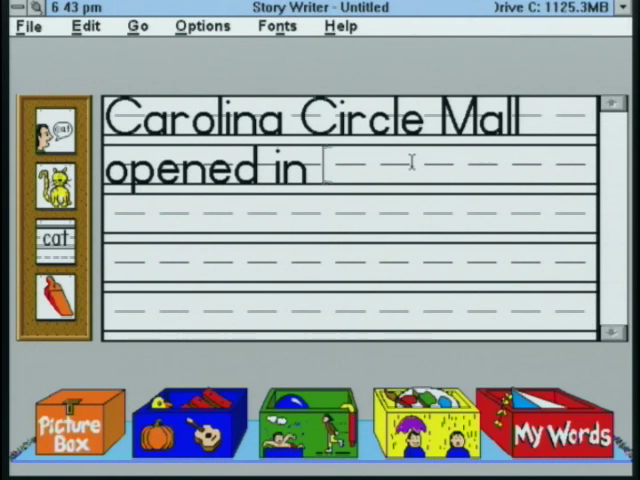 6 43 pm Story Writer - Untitled Drive C: 1125.3MB
File Edit Go Options Fonts Help
Carolina Circle Mall
opened in
cat
cat
Picture
Box
My Words